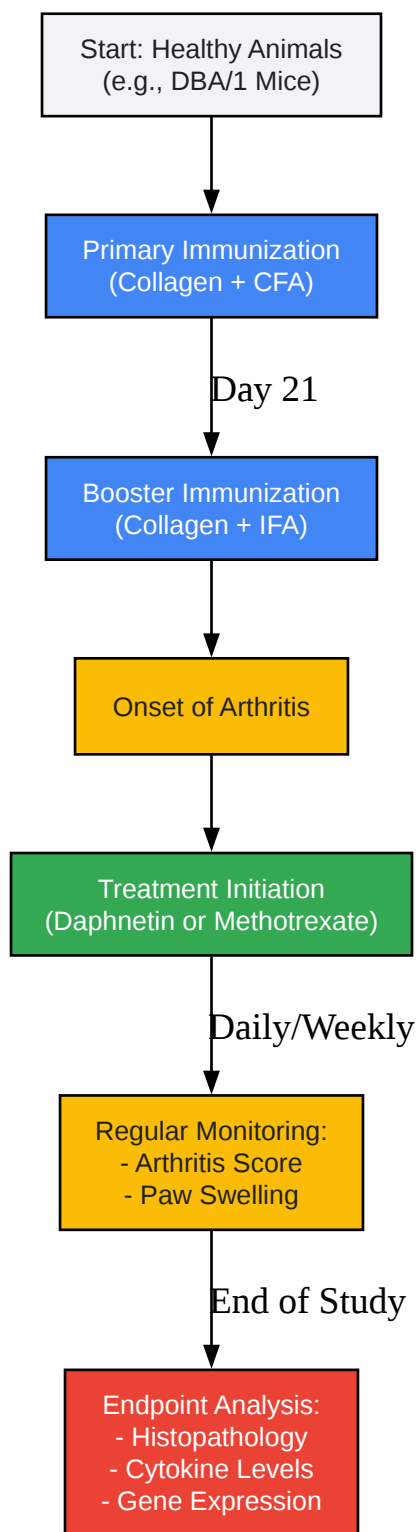 Start: Healthy Animals
(e.g., DBA/1 Mice)
Primary Immunization
(Collagen + CFA)
Day 21
Booster Immunization
(Collagen + IFA)
Onset of Arthritis
Treatment Initiation
(Daphnetin or Methotrexate)
Daily/Weekly
Regular Monitoring:
- Arthritis Score
- Paw Swelling
End of Study
Endpoint Analysis:
- Histopathology
- Cytokine Levels
- Gene Expression